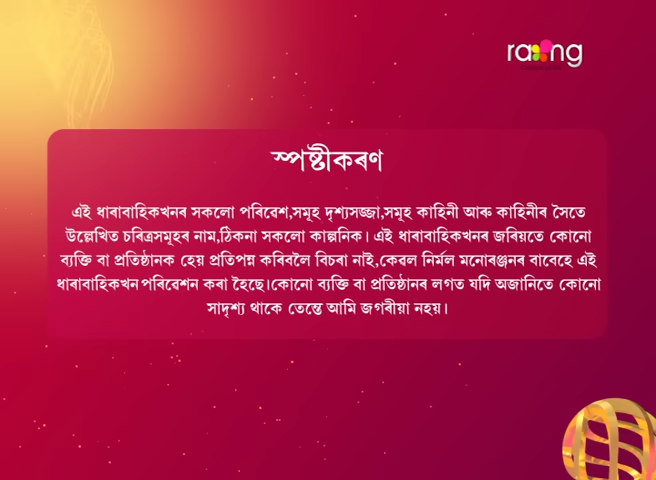 raang
স্পষ্টীকৰণ
এই ধাৰাবাহিকখনৰ সকলো পৰিৱেশ,সমূহ দৃশ্যসজ্জা,সমূহ কাহিনী আৰু কাহিনীৰ সৈতে
উল্লেখিত চৰিত্ৰসমূহৰ নাম,ঠিকনা সকলো কাল্পনিক। এই ধাৰাবাহিকখনৰ জৰিয়তে কোনো
ব্যক্তি বা প্ৰতিষ্ঠানক হেয় প্ৰতিপন্ন কৰিবলৈ বিচৰা নাই,কেৱল নিৰ্মল মনোৰঞ্জনৰ বাবেহে এই
ধাৰাবাহিকখন পৰিৱেশন কৰা হৈছে।কোনো ব্যক্তি বা প্ৰতিষ্ঠানৰ লগত যদি অজানিতে কোনো
সাদৃশ্য থাকে তেন্তে আমি জগৰীয়া নহয়।